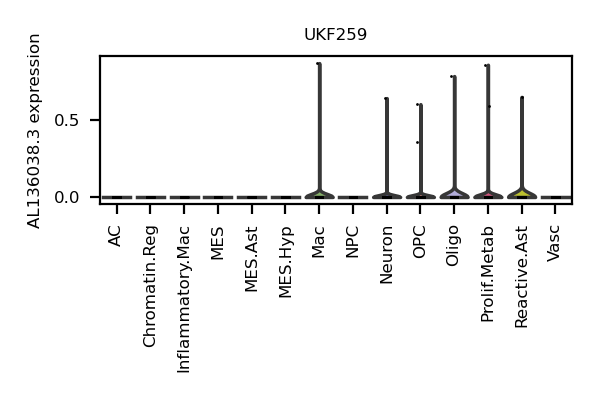 UKF259
AL136038.3 expression
0.5
0.0
AC
Chromatin.Reg
Inflammatory.Mac
MES
MES.Ast
MES.Hyp
Mac
NPC
Neuron
OPC
Oligo
Prolif.Metab
Reactive.Ast
Vasc